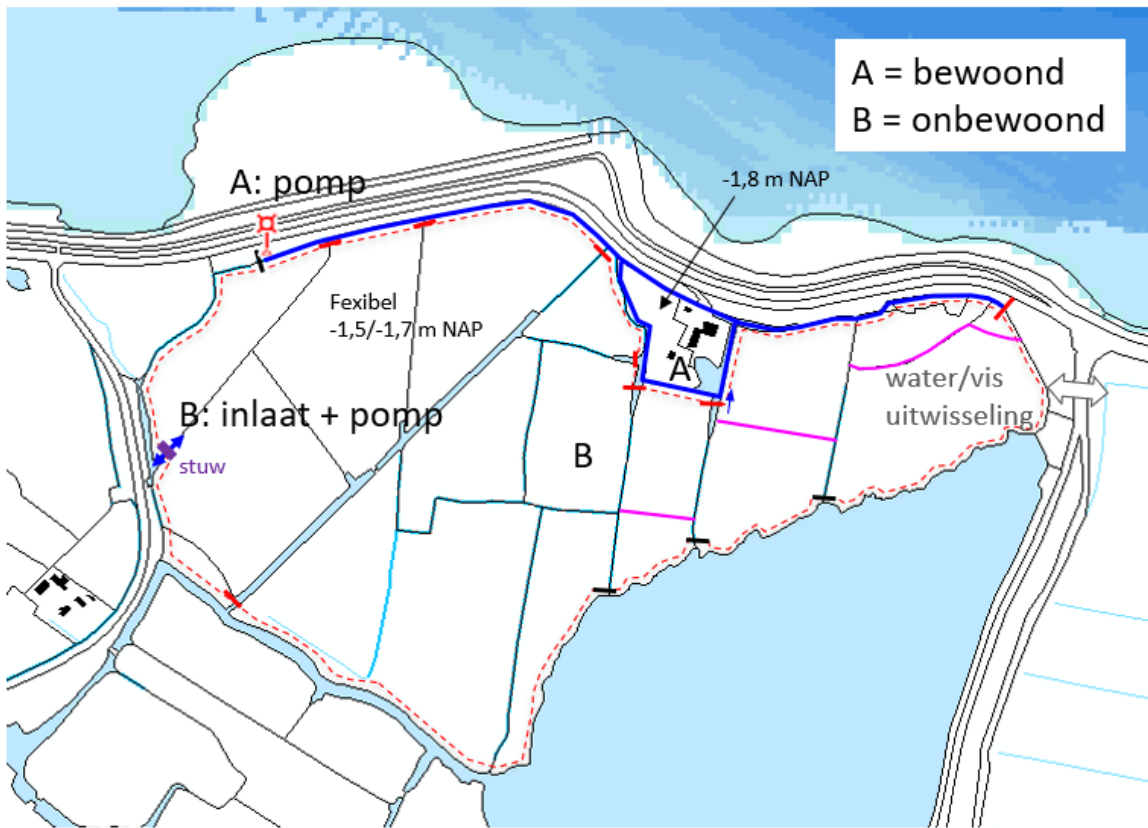 A = bewoond
B = onbewoond
A: pomp
-1,8 m NAP
Fexibel
-1,5/-1,7 m NAP
A
water/vis
uitwisseling
B: inlaat + pomp
stuw
B